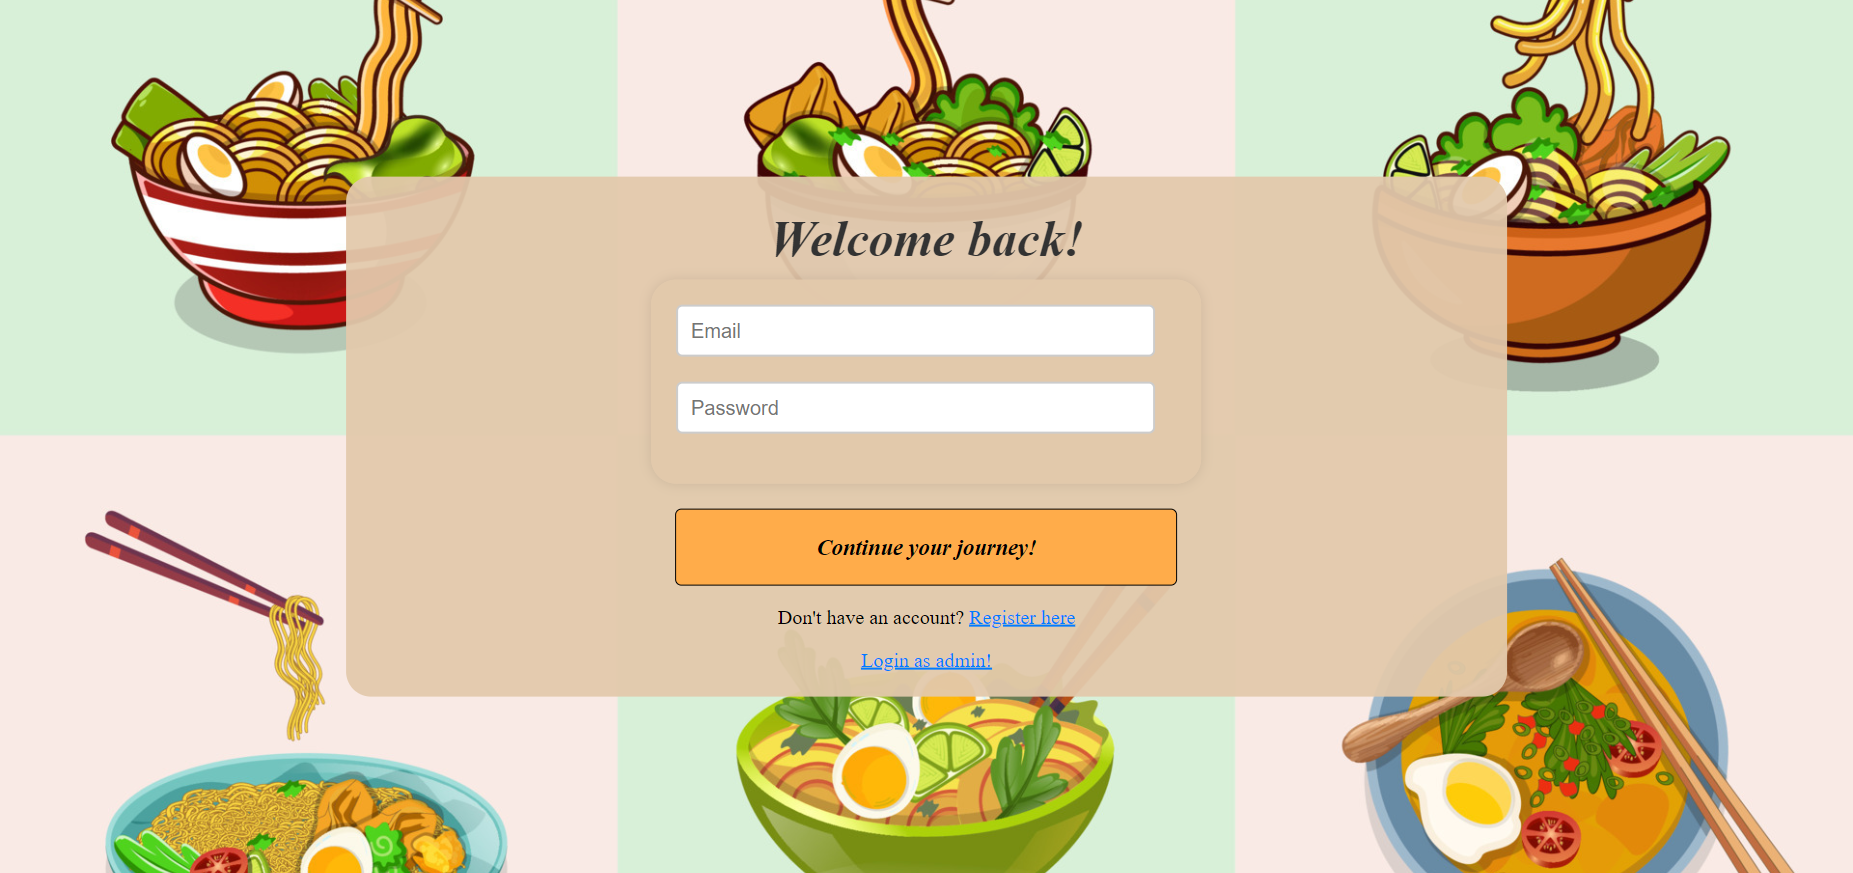 Welcome back!
Email
Password
Continue your journey!
Don't have an account? Register here
Login as admin!